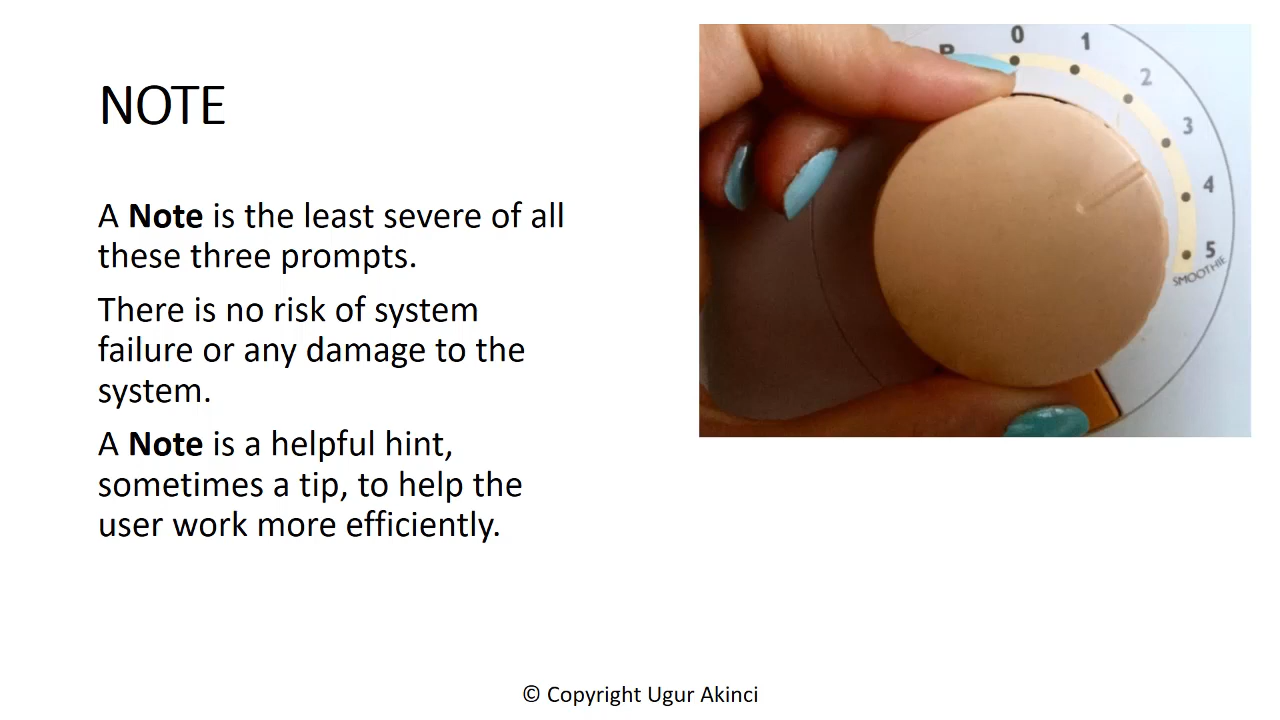 NOTE
A Note is the least severe of all
these three prompts.
There is no risk of system
failure or any damage to the
system.
A Note is a helpful hint,
sometimes a tip, to help the
user work more efficiently.
0
1
2
3
4
5
SMOOTHIE
© Copyright Ugur Akinci